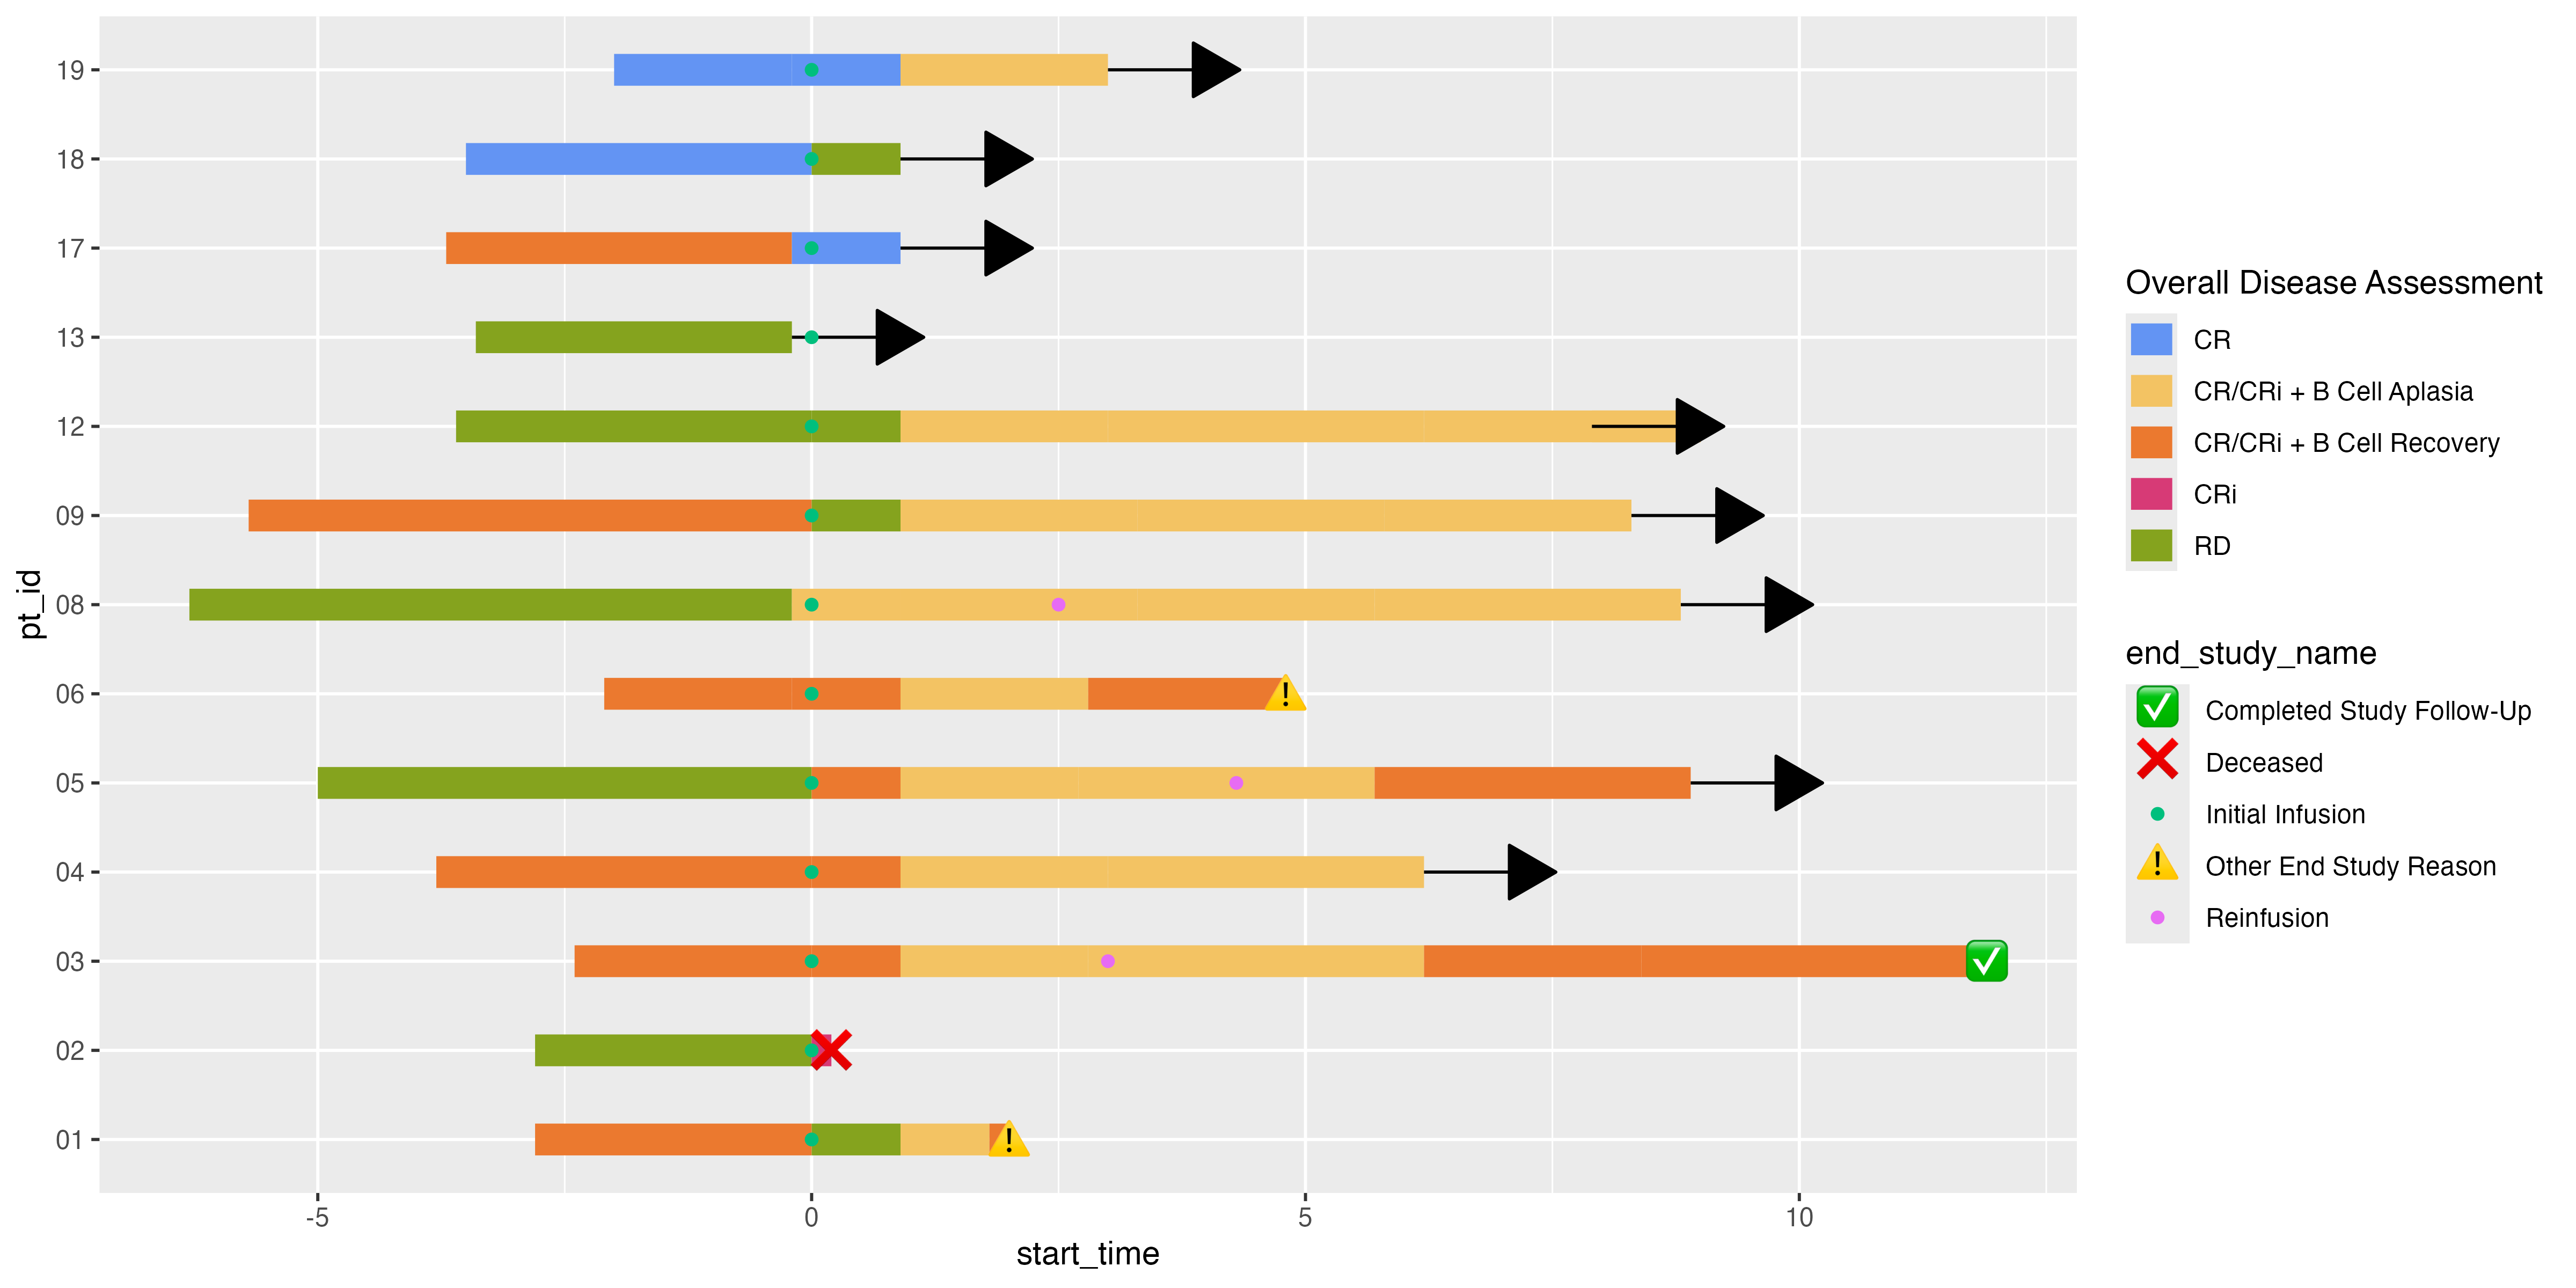 19
18
17
13
12
09
08
06
05
04
03
02
01
pt_id
-5 0 5 10
start_time
Overall Disease Assessment
CR
CR/CRi + B Cell Aplasia
CR/CRi + B Cell Recovery
CRi
RD
end_study_name
Completed Study Follow-Up
Deceased
Initial Infusion
Other End Study Reason
Reinfusion